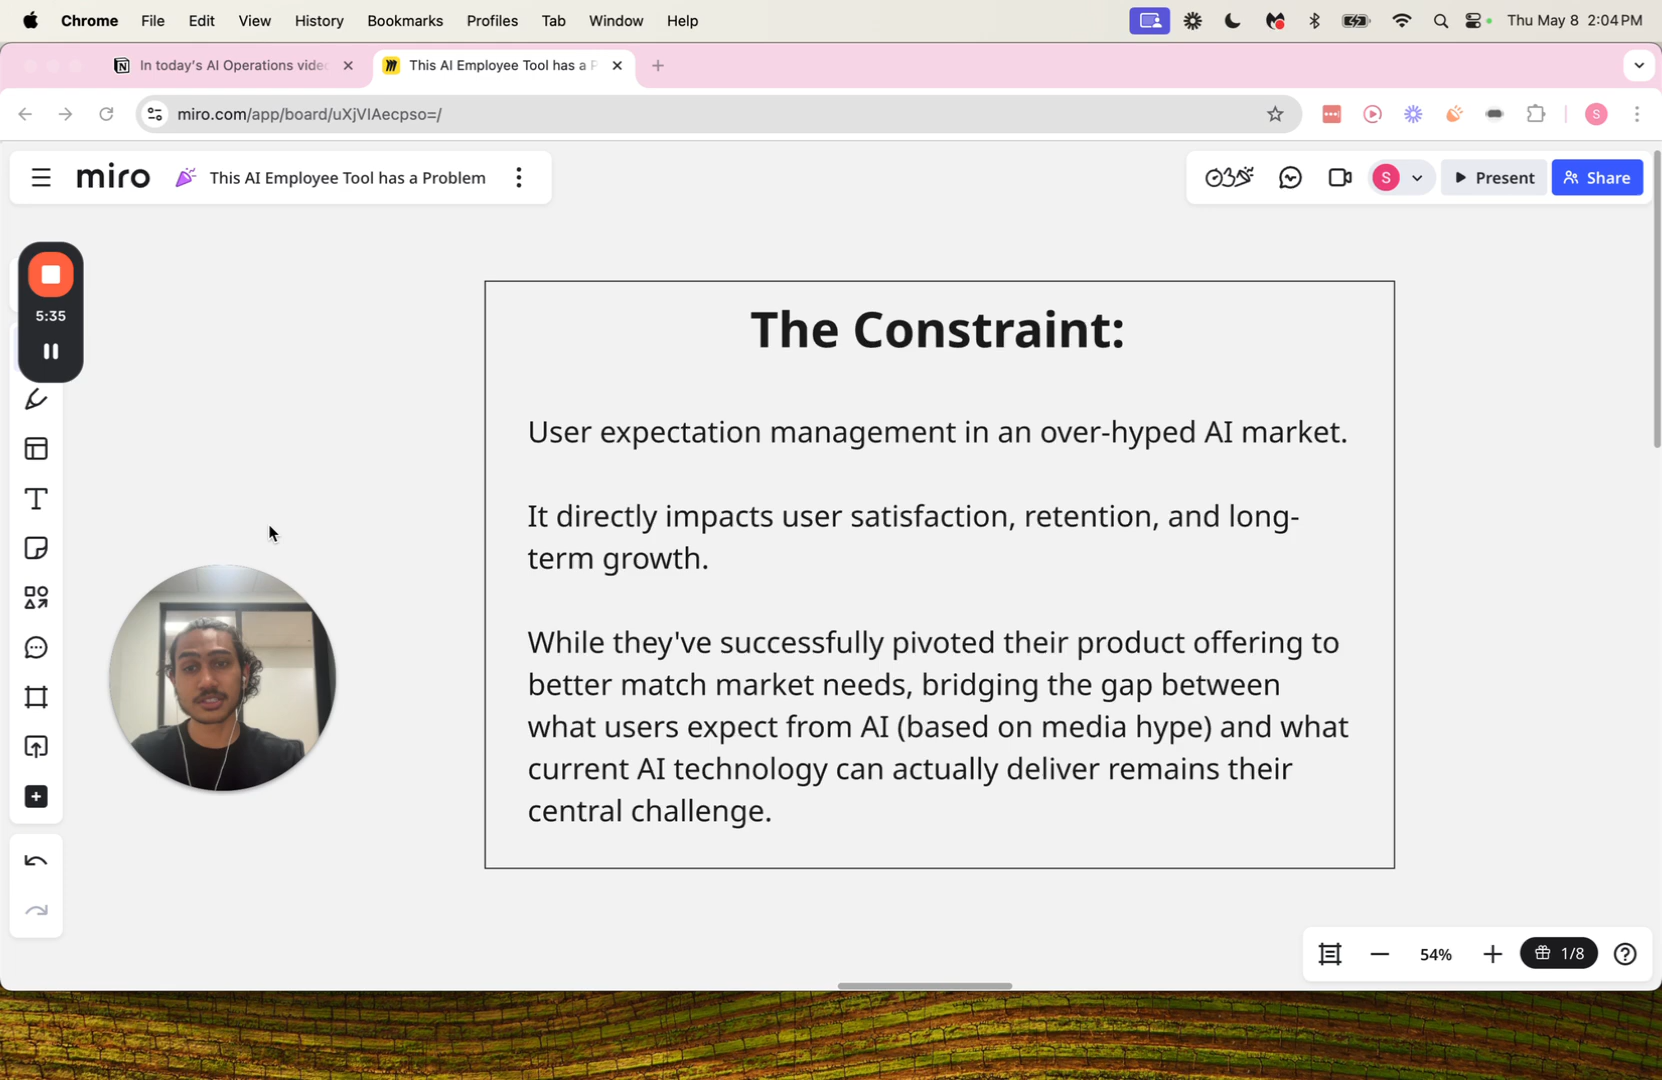 Chrome File Edit View History Bookmarks Profiles Tab Window Help Thu May 8 2:04 PM
In today's AI Operations vide
This AI Employee Tool has a P
miro.com/app/board/uXjVIAecpso=/
S
miro This AI Employee Tool has a Problem
S Present Share
5:35
The Constraint:
User expectation management in an over-hyped AI market.
It directly impacts user satisfaction, retention, and long-
term growth.
While they've successfully pivoted their product offering to
better match market needs, bridging the gap between
what users expect from AI (based on media hype) and what
current AI technology can actually deliver remains their
central challenge.
54% 1/8